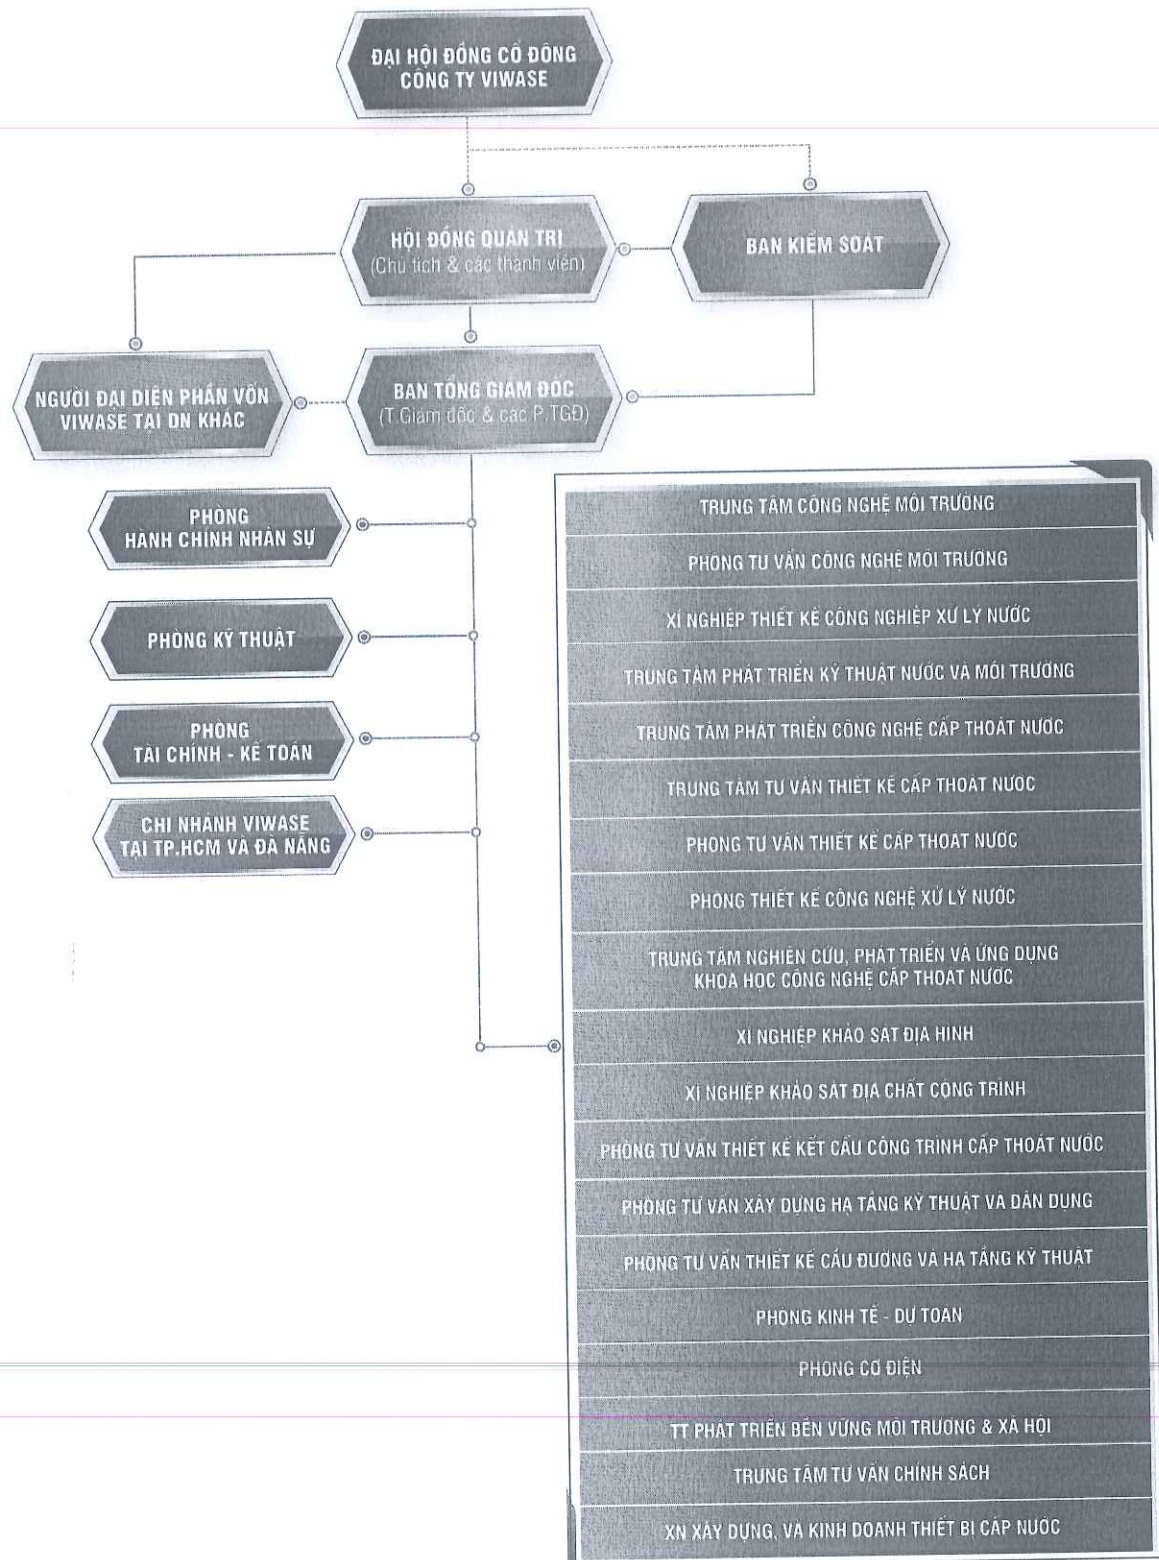 ĐẠI HỘI ĐỒNG CỔ ĐÔNG
CÔNG TY VIWASE
HỘI ĐỒNG QUẢN TRỊ
(Chủ tịch & các thành viên)
BAN KIỂM SOÁT
NGƯỜI ĐẠI DIỆN PHẦN VỐN
VIWASE TẠI DN KHÁC
BAN TỔNG GIÁM ĐỐC
(T.Giám đốc & các P.TGĐ)
PHÒNG
HÀNH CHÍNH NHÂN SỰ
PHÒNG KỸ THUẬT
PHÒNG
TÀI CHÍNH - KẾ TOÁN
CHI NHÁNH VIWASE
TẠI TP.HCM VÀ ĐÀ NẴNG
TRUNG TÂM CÔNG NGHỆ MÔI TRƯỜNG
PHÒNG TƯ VẤN CÔNG NGHỆ MÔI TRƯỜNG
XÍ NGHIỆP THIẾT KẾ CÔNG NGHIỆP XỬ LÝ NƯỚC
TRUNG TÂM PHÁT TRIỂN KỸ THUẬT NƯỚC VÀ MÔI TRƯỜNG
TRUNG TÂM PHÁT TRIỂN CÔNG NGHỆ CẤP THOÁT NƯỚC
TRUNG TÂM TƯ VẤN THIẾT KẾ CẤP THOÁT NƯỚC
PHÒNG TƯ VẤN THIẾT KẾ CẤP THOÁT NƯỚC
PHÒNG THIẾT KẾ CÔNG NGHỆ XỬ LÝ NƯỚC
TRUNG TÂM NGHIÊN CỨU, PHÁT TRIỂN VÀ ỨNG DỤNG
KHOA HỌC CÔNG NGHỆ CẤP THOÁT NƯỚC
XÍ NGHIỆP KHẢO SÁT ĐỊA HÌNH
XÍ NGHIỆP KHẢO SÁT ĐỊA CHẤT CÔNG TRÌNH
PHÒNG TƯ VẤN THIẾT KẾ KẾT CẤU CÔNG TRÌNH CẤP THOÁT NƯỚC
PHÒNG TƯ VẤN XÂY DỰNG HẠ TẦNG KỸ THUẬT VÀ DÂN DỤNG
PHÒNG TƯ VẤN THIẾT KẾ CẦU ĐƯỜNG VÀ HẠ TẦNG KỸ THUẬT
PHÒNG KINH TẾ - DỰ TOÁN
PHÒNG CƠ ĐIỆN
TT PHÁT TRIỂN BỀN VỮNG MÔI TRƯỜNG & XÃ HỘI
TRUNG TÂM TƯ VẤN CHÍNH SÁCH
XN XÂY DỰNG, VÀ KINH DOANH THIẾT BỊ CẤP NƯỚC